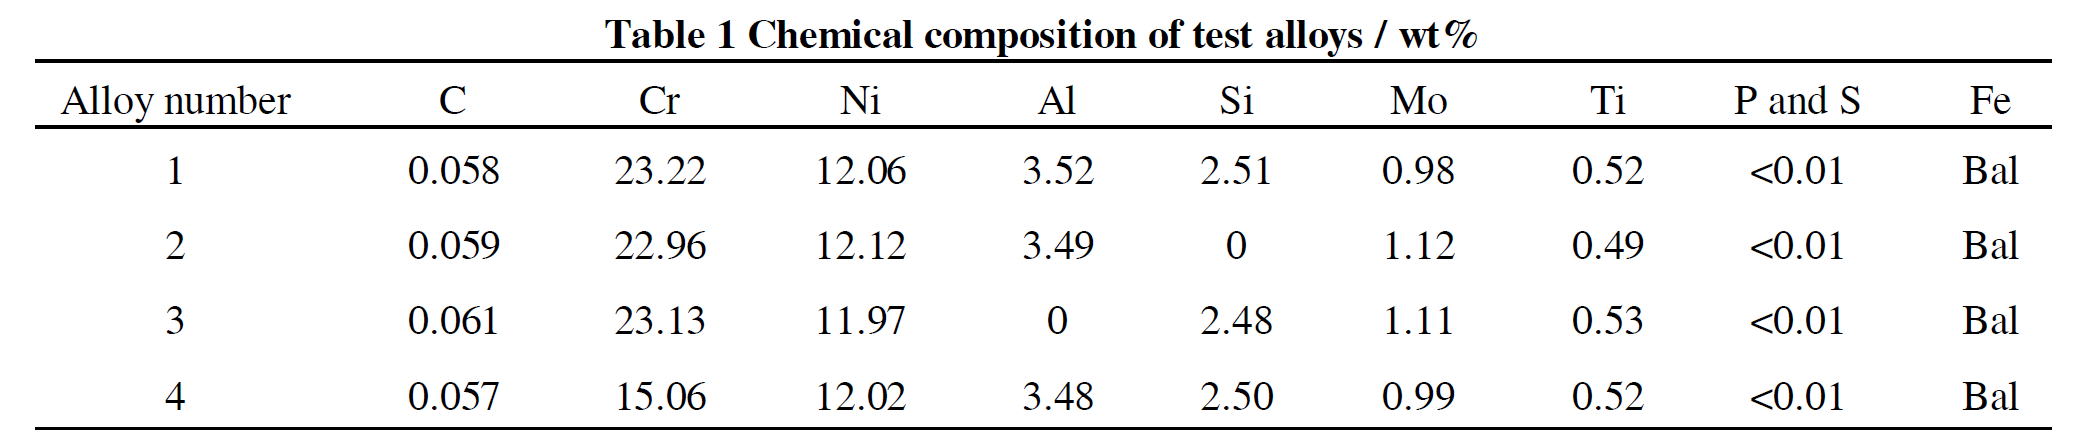 Table 1 Chemical composition of test alloys / wt%
Alloy number C Cr Ni Al Si Mo Ti P and S Fe
1 0.058 23.22 12.06 3.52 2.51 0.98 0.52 <0.01 Bal
2 0.059 22.96 12.12 3.49 0 1.12 0.49 <0.01 Bal
3 0.061 23.13 11.97 0 2.48 1.11 0.53 <0.01 Bal
4 0.057 15.06 12.02 3.48 2.50 0.99 0.52 <0.01 Bal